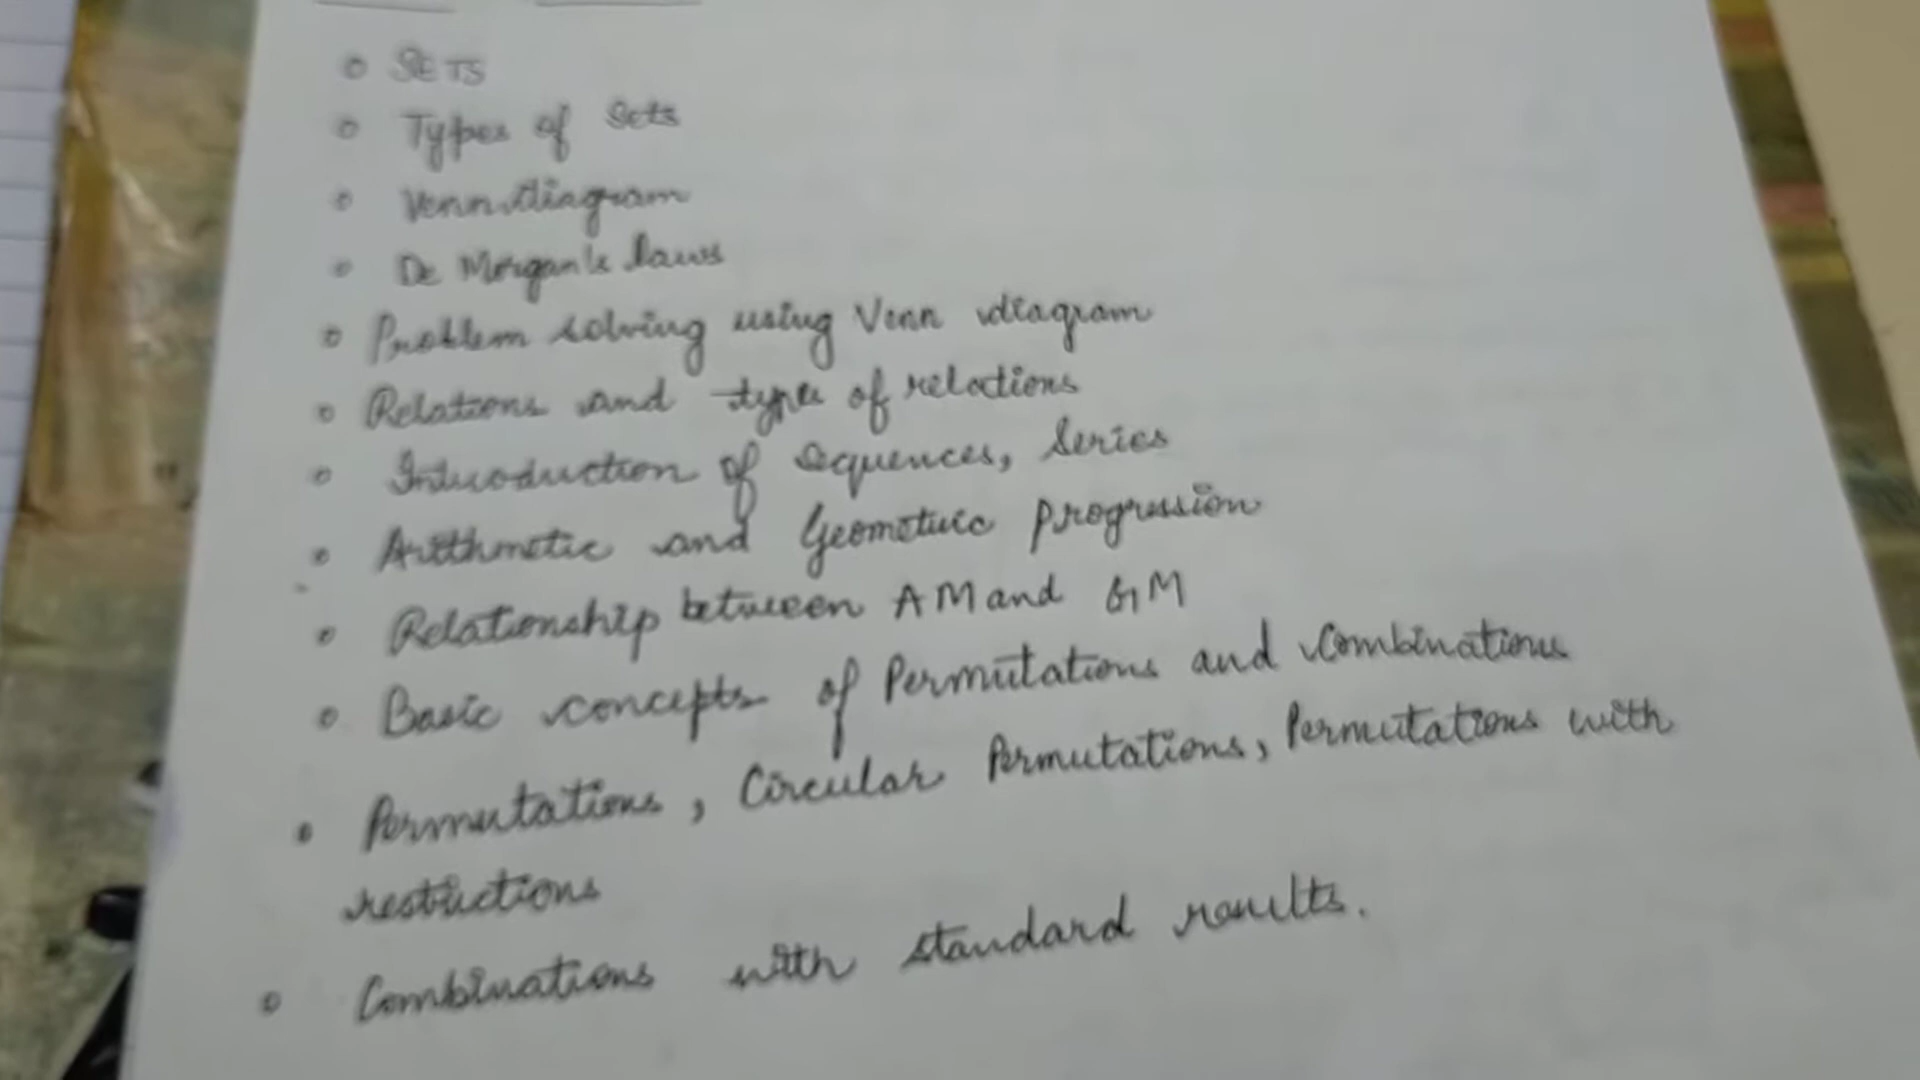 SETS
Types of Sets
Venn diagram
De Morgan's laws
Problem solving using Venn diagram
Relations and types of relations
Introduction of sequences, Series
Arithmetic and Geometric progression
Relationship between AM and GM
Basic concepts of Permutations and Combinations
Permutations, Circular Permutations, Permutations with
restrictions
Combinations with standard results.